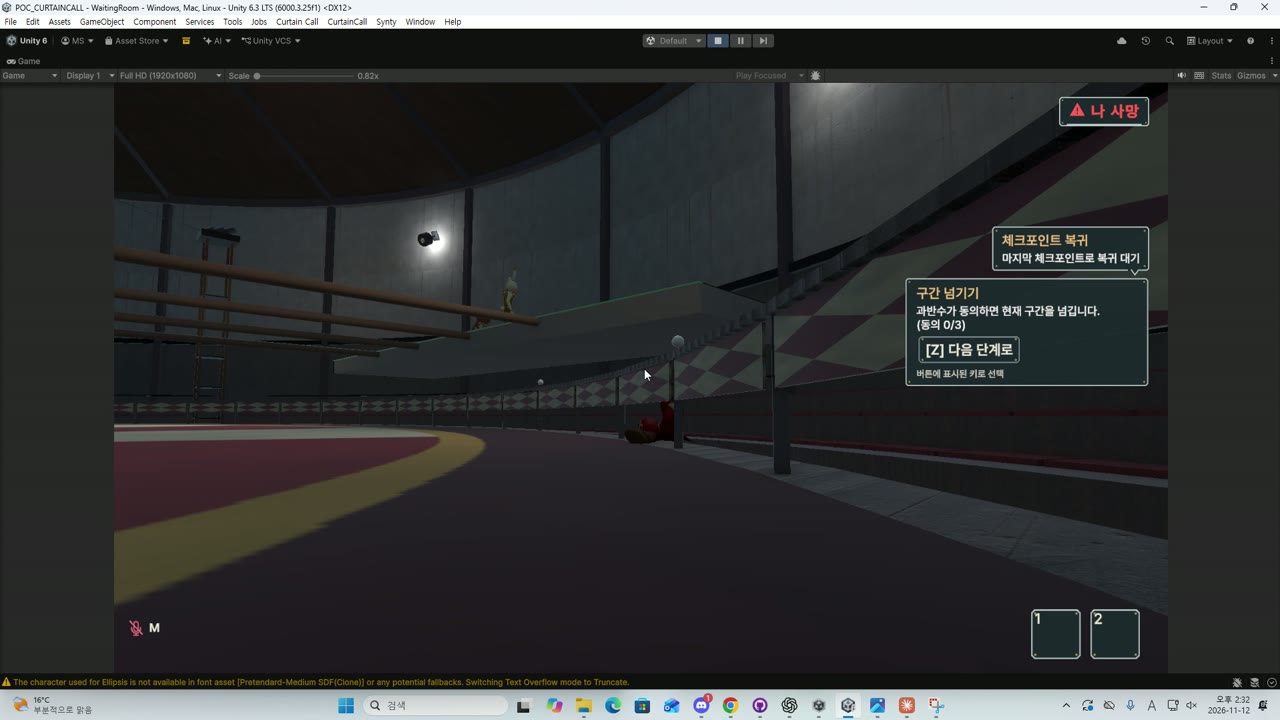 POC_CURTAINCALL - WaitingRoom - Windows, Mac, Linux - Unity 6.3 LTS (6000.3.25f1) <DX12>
File Edit Assets GameObject Component Services Tools Jobs Curtain Call CurtainCall Synty Window Help
Unity 6 MS Asset Store AI Unity VCS Default Layout
Game
Game Display 1 Full HD (1920x1080) Scale 0.82x Play Focused Stats Gizmos
나 사망
체크포인트 복귀
마지막 체크포인트로 복귀 대기
구간 넘기기
과반수가 동의하면 현재 구간을 넘깁니다.
(동의 0/3)
[Z] 다음 단계로
버튼에 표시된 키로 선택
M
1 2
The character used for Ellipsis is not available in font asset [Pretendard-Medium SDF(Clone)] or any potential fallbacks. Switching Text Overflow mode to Truncate.
16°C
부분적으로 맑음
검색
1
A
오후 2:32
2026-11-12